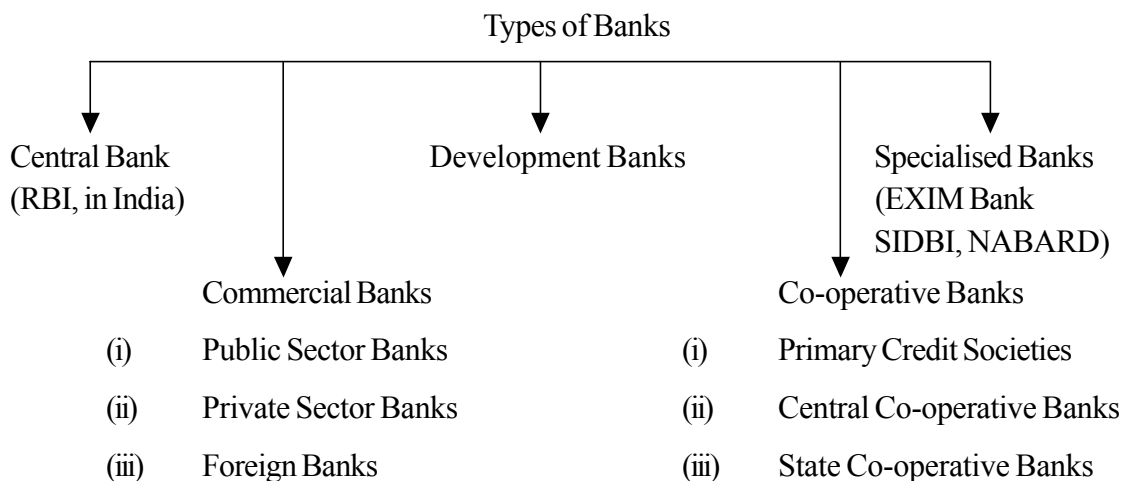 Types of Banks
Central Bank
(RBI, in India)
Development Banks
Specialised Banks
(EXIM Bank
SIDBI, NABARD)
Commercial Banks
(i) Public Sector Banks
(ii) Private Sector Banks
(iii) Foreign Banks
Co-operative Banks
(i) Primary Credit Societies
(ii) Central Co-operative Banks
(iii) State Co-operative Banks